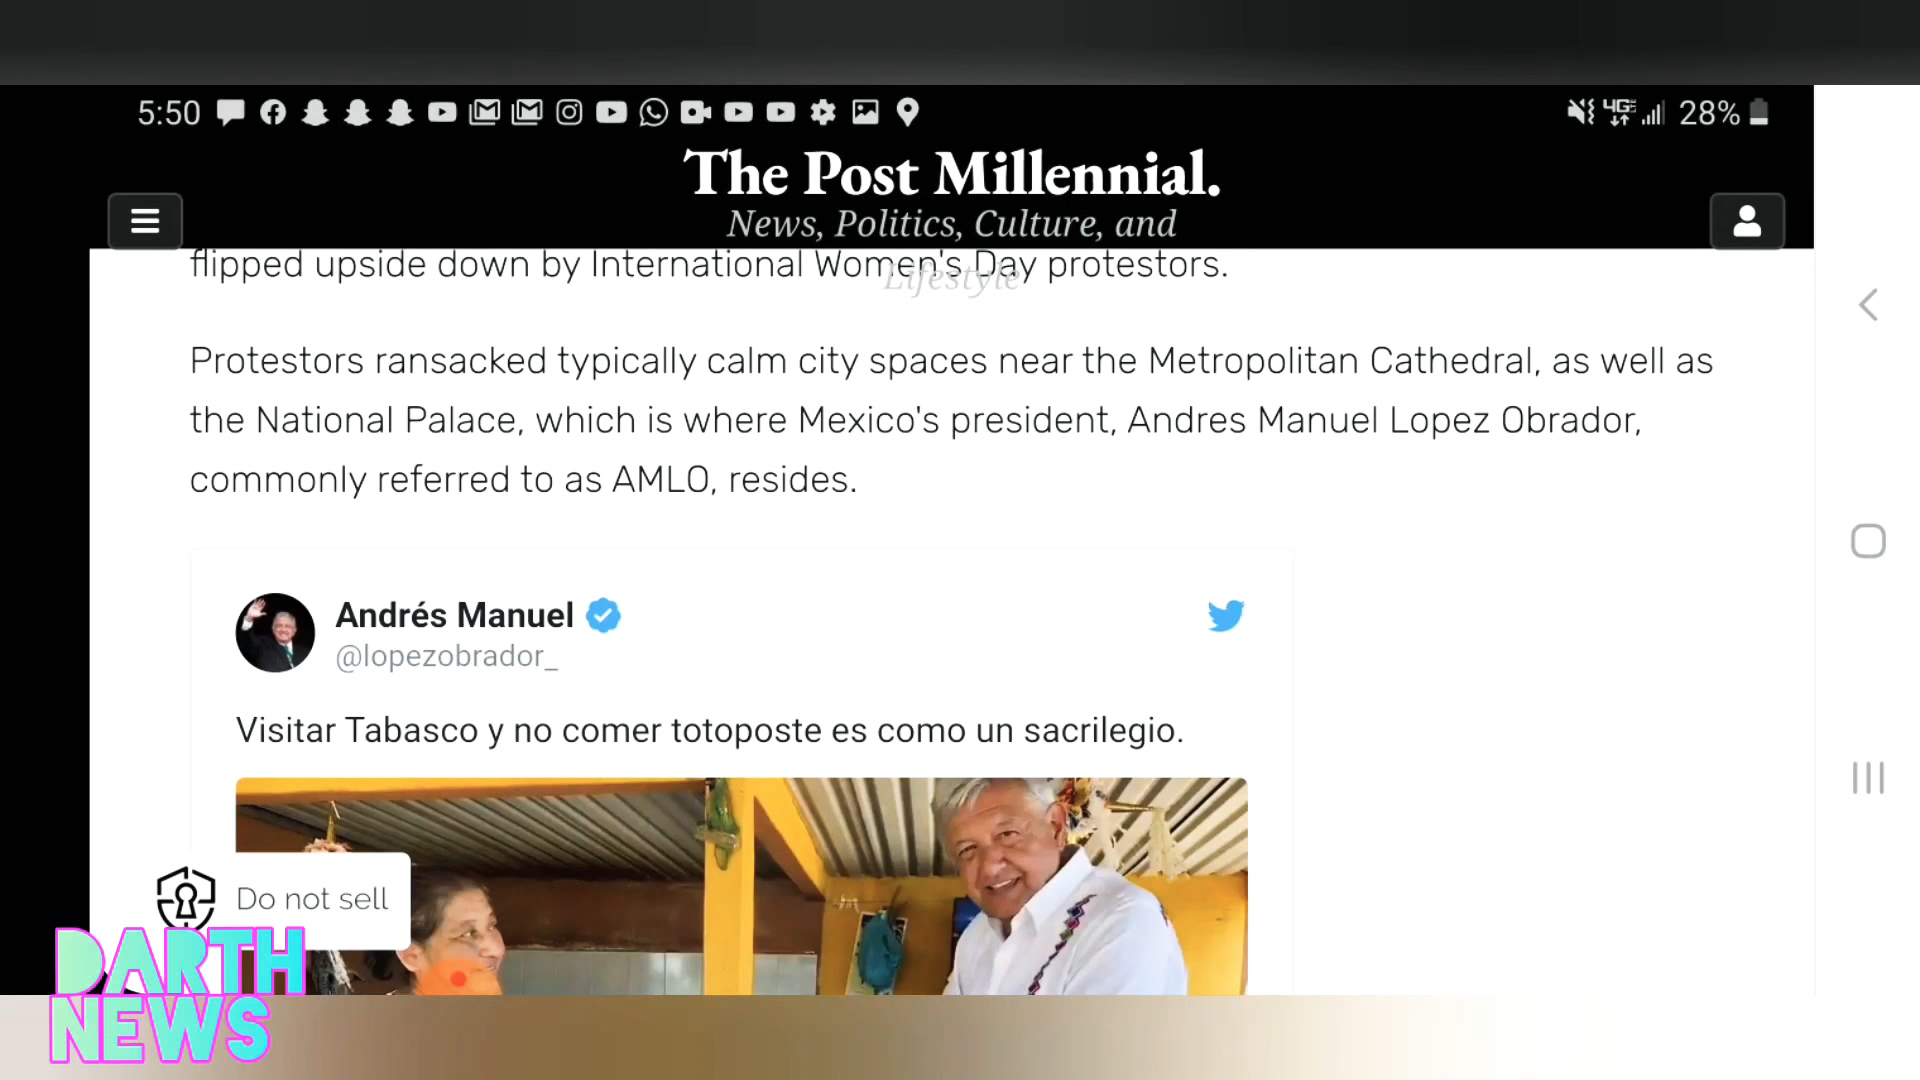 5:50
4G
28%
The Post Millennial.
News, Politics, Culture, and
Lifestyle
flipped upside down by International Women's Day protestors.
Protestors ransacked typically calm city spaces near the Metropolitan Cathedral, as well as
the National Palace, which is where Mexico's president, Andres Manuel Lopez Obrador,
commonly referred to as AMLO, resides.
Andrés Manuel
@lopezobrador_
Visitar Tabasco y no comer totoposte es como un sacrilegio.
Do not sell
DARTH
NEWS